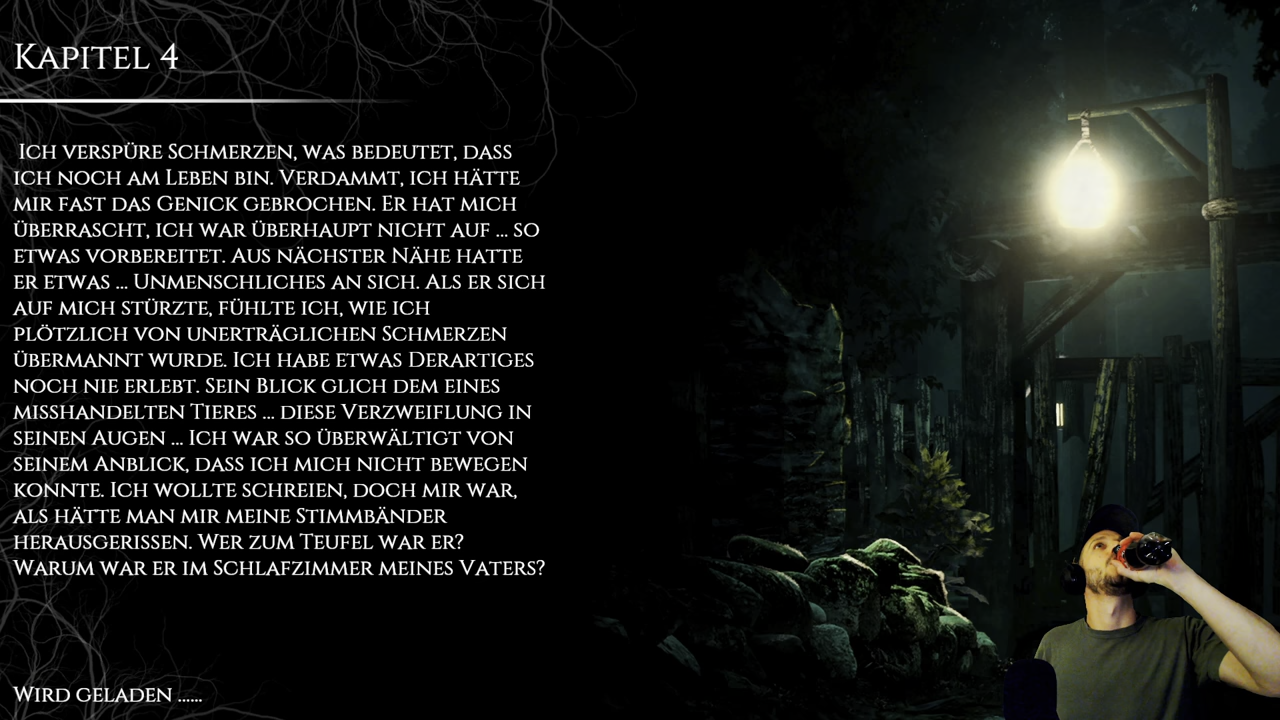 Kapitel 4
Ich verspüre Schmerzen, was bedeutet, dass
ich noch am Leben bin. Verdammt, ich hätte
mir fast das Genick gebrochen. Er hat mich
überrascht, ich war überhaupt nicht auf ... so
etwas vorbereitet. Aus nächster Nähe hatte
er etwas ... Unmenschliches an sich. Als er sich
auf mich stürzte, fühlte ich, wie ich
plötzlich von unerträglichen Schmerzen
übermannt wurde. Ich habe etwas Derartiges
noch nie erlebt. Sein Blick glich dem eines
misshandelten Tieres ... diese Verzweiflung in
seinen Augen ... Ich war so überwältigt von
seinem Anblick, dass ich mich nicht bewegen
konnte. Ich wollte schreien, doch mir war,
als hätte man mir meine Stimmbänder
herausgerissen. Wer zum Teufel war er?
Warum war er im Schlafzimmer meines Vaters?
Wird geladen ......